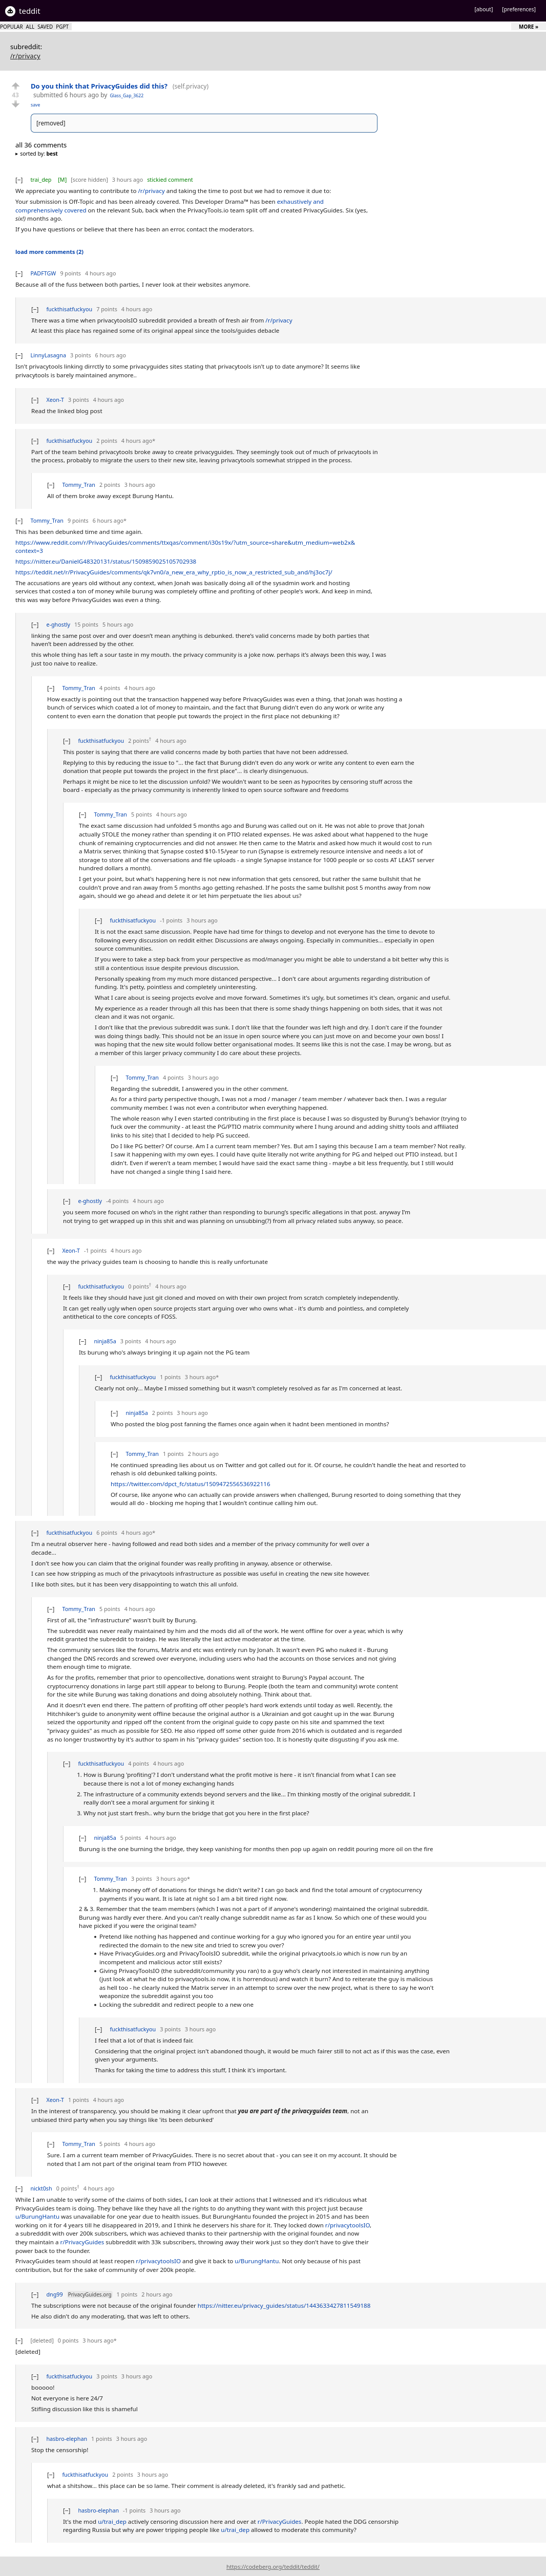 teddit
[about] [preferences]
POPULAR ALL SAVED PGPT
MORE »
subreddit:
/r/privacy
Do you think that PrivacyGuides did this? (self.privacy)
43
submitted 6 hours ago by Glass_Gap_3622
save
[removed]
all 36 comments
▸ sorted by: best
[–] trai_dep [M] [score hidden] 3 hours ago stickied comment
We appreciate you wanting to contribute to /r/privacy and taking the time to post but we had to remove it due to:
Your submission is Off-Topic and has been already covered. This Developer Drama™ has been exhaustively and
comprehensively covered on the relevant Sub, back when the PrivacyTools.io team split off and created PrivacyGuides. Six (yes,
six!) months ago.
If you have questions or believe that there has been an error, contact the moderators.
load more comments (2)
[–] PADFTGW 9 points 4 hours ago
Because all of the fuss between both parties, I never look at their websites anymore.
[–] fuckthisatfuckyou 7 points 4 hours ago
There was a time when privacytoolsIO subreddit provided a breath of fresh air from /r/privacy
At least this place has regained some of its original appeal since the tools/guides debacle
[–] LinnyLasagna 3 points 6 hours ago
Isn't privacytools linking dirrctly to some privacyguides sites stating that privacytools isn't up to date anymore? It seems like
privacytools is barely maintained anymore..
[–] Xeon-T 3 points 4 hours ago
Read the linked blog post
[–] fuckthisatfuckyou 2 points 4 hours ago*
Part of the team behind privacytools broke away to create privacyguides. They seemingly took out of much of privacytools in
the process, probably to migrate the users to their new site, leaving privacytools somewhat stripped in the process.
[–] Tommy_Tran 2 points 3 hours ago
All of them broke away except Burung Hantu.
[–] Tommy_Tran 9 points 6 hours ago*
This has been debunked time and time again.
https://www.reddit.com/r/PrivacyGuides/comments/ttxqas/comment/i30s19x/?utm_source=share&utm_medium=web2x&
context=3
https://nitter.eu/DanielG48320131/status/1509859025105702938
https://teddit.net/r/PrivacyGuides/comments/qk7vn0/a_new_era_why_rptio_is_now_a_restricted_sub_and/hj3oc7j/
The accusations are years old without any context, when Jonah was basically doing all of the sysadmin work and hosting
services that costed a ton of money while burung was completely offline and profiting of other people's work. And keep in mind,
this was way before PrivacyGuides was even a thing.
[–] e-ghostly 15 points 5 hours ago
linking the same post over and over doesn't mean anything is debunked. there's valid concerns made by both parties that
haven't been addressed by the other.
this whole thing has left a sour taste in my mouth. the privacy community is a joke now. perhaps it's always been this way, I was
just too naive to realize.
[–] Tommy_Tran 4 points 4 hours ago
How exactly is pointing out that the transaction happened way before PrivacyGuides was even a thing, that Jonah was hosting a
bunch of services which costed a lot of money to maintain, and the fact that Burung didn't even do any work or write any
content to even earn the donation that people put towards the project in the first place not debunking it?
[–] fuckthisatfuckyou 2 points† 4 hours ago
This poster is saying that there are valid concerns made by both parties that have not been addressed.
Replying to this by reducing the issue to "... the fact that Burung didn't even do any work or write any content to even earn the
donation that people put towards the project in the first place"... is clearly disingenuous.
Perhaps it might be nice to let the discussion unfold? We wouldn't want to be seen as hypocrites by censoring stuff across the
board - especially as the privacy community is inherently linked to open source software and freedoms
[–] Tommy_Tran 5 points 4 hours ago
The exact same discussion had unfolded 5 months ago and Burung was called out on it. He was not able to prove that Jonah
actually STOLE the money rather than spending it on PTIO related expenses. He was asked about what happened to the huge
chunk of remaining cryptocurrencies and did not answer. He then came to the Matrix and asked how much it would cost to run
a Matrix server, thinking that Synapse costed $10-15/year to run (Synapse is extremely resource intensive and needs a lot of
storage to store all of the conversations and file uploads - a single Synapse instance for 1000 people or so costs AT LEAST server
hundred dollars a month).
I get your point, but what's happening here is not new information that gets censored, but rather the same bullshit that he
couldn't prove and ran away from 5 months ago getting rehashed. If he posts the same bullshit 5 months away from now
again, should we go ahead and delete it or let him perpetuate the lies about us?
[–] fuckthisatfuckyou -1 points 3 hours ago
It is not the exact same discussion. People have had time for things to develop and not everyone has the time to devote to
following every discussion on reddit either. Discussions are always ongoing. Especially in communities... especially in open
source communities.
If you were to take a step back from your perspective as mod/manager you might be able to understand a bit better why this is
still a contentious issue despite previous discussion.
Personally speaking from my much more disinterested perspective... I don't care about arguments regarding distribution of
funding. It's petty, pointless and completely uninteresting.
What I care about is seeing projects evolve and move forward. Sometimes it's ugly, but sometimes it's clean, organic and useful.
My experience as a reader through all this has been that there is some shady things happening on both sides, that it was not
clean and it was not organic.
I don't like that the previous subreddit was burned. I don't like that the founder was left high and dry. I don't care if the founder
was doing things badly. This should not be an issue in open source where you can just move on and become your own boss! I
was hoping that the new site would follow better organisational modes. It seems like this is not the case. I may be wrong, but as
a member of this larger privacy community I do care about these projects.
[–] Tommy_Tran 4 points 3 hours ago
Regarding the subreddit, I answered you in the other comment.
As for a third party perspective though, I was not a mod / manager / team member / whatever back then. I was a regular
community member. I was not even a contributor when everything happened.
The whole reason why I even started contributing in the first place is because I was so disgusted by Burung's behavior (trying to
fuck over the community - at least the PG/PTIO matrix community where I hung around and adding shitty tools and affiliated
links to his site) that I decided to help PG succeed.
Do I like PG better? Of course. Am I a current team member? Yes. But am I saying this because I am a team member? Not really.
I saw it happening with my own eyes. I could have quite literally not write anything for PG and had helped out PTIO instead, but I
didn't. Even if weren't a team member, I would have said the exact same thing - maybe a bit less frequently, but I still would
have not changed a single thing I said here.
[–] e-ghostly -4 points 4 hours ago
you seem more focused on who's in the right rather than responding to burung's specific allegations in that post. anyway I'm
not trying to get wrapped up in this shit and was planning on unsubbing(?) from all privacy related subs anyway, so peace.
[–] Xeon-T -1 points 4 hours ago
the way the privacy guides team is choosing to handle this is really unfortunate
[–] fuckthisatfuckyou 0 points† 4 hours ago
It feels like they should have just git cloned and moved on with their own project from scratch completely independently.
It can get really ugly when open source projects start arguing over who owns what - it's dumb and pointless, and completely
antithetical to the core concepts of FOSS.
[–] ninja85a 3 points 4 hours ago
Its burung who's always bringing it up again not the PG team
[–] fuckthisatfuckyou 1 points 3 hours ago*
Clearly not only... Maybe I missed something but it wasn't completely resolved as far as I'm concerned at least.
[–] ninja85a 2 points 3 hours ago
Who posted the blog post fanning the flames once again when it hadnt been mentioned in months?
[–] Tommy_Tran 1 points 2 hours ago
He continued spreading lies about us on Twitter and got called out for it. Of course, he couldn't handle the heat and resorted to
rehash is old debunked talking points.
https://twitter.com/dpct_fc/status/1509472556536922116
Of course, like anyone who can actually can provide answers when challenged, Burung resorted to doing something that they
would all do - blocking me hoping that I wouldn't continue calling him out.
[–] fuckthisatfuckyou 6 points 4 hours ago*
I'm a neutral observer here - having followed and read both sides and a member of the privacy community for well over a
decade...
I don't see how you can claim that the original founder was really profiting in anyway, absence or otherwise.
I can see how stripping as much of the privacytools infrastructure as possible was useful in creating the new site however.
I like both sites, but it has been very disappointing to watch this all unfold.
[–] Tommy_Tran 5 points 4 hours ago
First of all, the "infrastructure" wasn't built by Burung.
The subreddit was never really maintained by him and the mods did all of the work. He went offline for over a year, which is why
reddit granted the subreddit to traidep. He was literally the last active moderator at the time.
The community services like the forums, Matrix and etc was entirely run by Jonah. It wasn't even PG who nuked it - Burung
changed the DNS records and screwed over everyone, including users who had the accounts on those services and not giving
them enough time to migrate.
As for the profits, remember that prior to opencollective, donations went straight to Burung's Paypal account. The
cryptocurrency donations in large part still appear to belong to Burung. People (both the team and community) wrote content
for the site while Burung was taking donations and doing absolutely nothing. Think about that.
And it doesn't even end there. The pattern of profiting off other people's hard work extends until today as well. Recently, the
Hitchhiker's guide to anonymity went offline because the original author is a Ukrainian and got caught up in the war. Burung
seized the opportunity and ripped off the content from the original guide to copy paste on his site and spammed the text
"privacy guides" as much as possible for SEO. He also ripped off some other guide from 2016 which is outdated and is regarded
as no longer trustworthy by it's author to spam in his "privacy guides" section too. It is honestly quite disgusting if you ask me.
[–] fuckthisatfuckyou 4 points 4 hours ago
1. How is Burung 'profiting'? I don't understand what the profit motive is here - it isn't financial from what I can see
because there is not a lot of money exchanging hands
2. The infrastructure of a community extends beyond servers and the like... I'm thinking mostly of the original subreddit. I
really don't see a moral argument for sinking it
3. Why not just start fresh.. why burn the bridge that got you here in the first place?
[–] ninja85a 5 points 4 hours ago
Burung is the one burning the bridge, they keep vanishing for months then pop up again on reddit pouring more oil on the fire
[–] Tommy_Tran 3 points 3 hours ago*
1. Making money off of donations for things he didn't write? I can go back and find the total amount of cryptocurrency
payments if you want. It is late at night so I am a bit tired right now.
2 & 3. Remember that the team members (which I was not a part of if anyone's wondering) maintained the original subreddit.
Burung was hardly ever there. And you can't really change subreddit name as far as I know. So which one of these would you
have picked if you were the original team?
• Pretend like nothing has happened and continue working for a guy who ignored you for an entire year until you
redirected the domain to the new site and tried to screw you over?
• Have PrivacyGuides.org and PrivacyToolsIO subreddit, while the original privacytools.io which is now run by an
incompetent and malicious actor still exists?
• Giving PrivacyToolsIO (the subreddit/community you ran) to a guy who's clearly not interested in maintaining anything
(just look at what he did to privacytools.io now, it is horrendous) and watch it burn? And to reiterate the guy is malicious
as hell too - he clearly nuked the Matrix server in an attempt to screw over the new project, what is there to say he won't
weaponize the subreddit against you too
• Locking the subreddit and redirect people to a new one
[–] fuckthisatfuckyou 3 points 3 hours ago
I feel that a lot of that is indeed fair.
Considering that the original project isn't abandoned though, it would be much fairer still to not act as if this was the case, even
given your arguments.
Thanks for taking the time to address this stuff, I think it's important.
[–] Xeon-T 1 points 4 hours ago
In the interest of transparency, you should be making it clear upfront that you are part of the privacyguides team, not an
unbiased third party when you say things like 'its been debunked'
[–] Tommy_Tran 5 points 4 hours ago
Sure. I am a current team member of PrivacyGuides. There is no secret about that - you can see it on my account. It should be
noted that I am not part of the original team from PTIO however.
[–] nickt0sh 0 points† 4 hours ago
While I am unable to verify some of the claims of both sides, I can look at their actions that I witnessed and it's ridiculous what
PrivacyGuides team is doing. They behave like they have all the rights to do anything they want with this project just because
u/BurungHantu was unavailable for one year due to health issues. But BurungHantu founded the project in 2015 and has been
working on it for 4 years till he disappeared in 2019, and I think he deserves his share for it. They locked down r/privacytoolsIO,
a subreddit with over 200k subscribers, which was achieved thanks to their partnership with the original founder and now
they maintain a r/PrivacyGuides subreddit with 33k subscribers, throwing away their work just so they don't have to give their
power back to the founder.
PrivacyGuides team should at least reopen r/privacytoolsIO and give it back to u/BurungHantu. Not only because of his past
contribution, but for the sake of community of over 200k people.
[–] dng99 PrivacyGuides.org 1 points 2 hours ago
The subscriptions were not because of the original founder https://nitter.eu/privacy_guides/status/1443633427811549188
He also didn't do any moderating, that was left to others.
[–] [deleted] 0 points 3 hours ago*
[deleted]
[–] fuckthisatfuckyou 3 points 3 hours ago
booooo!
Not everyone is here 24/7
Stifling discussion like this is shameful
[–] hasbro-elephan 1 points 3 hours ago
Stop the censorship!
[–] fuckthisatfuckyou 2 points 3 hours ago
what a shitshow... this place can be so lame. Their comment is already deleted, it's frankly sad and pathetic.
[–] hasbro-elephan -1 points 3 hours ago
It's the mod u/trai_dep actively censoring discussion here and over at r/PrivacyGuides. People hated the DDG censorship
regarding Russia but why are power tripping people like u/trai_dep allowed to moderate this community?
https://codeberg.org/teddit/teddit/